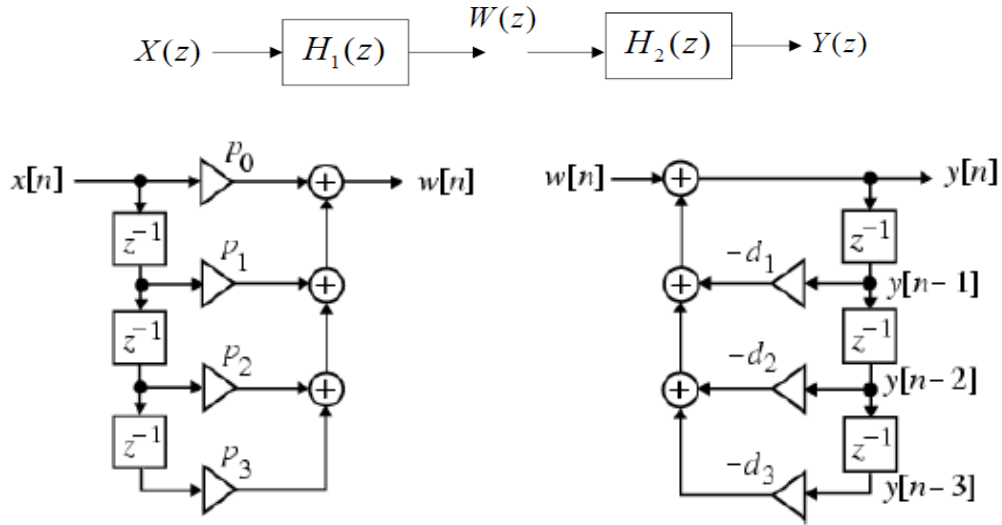 W(z)
X(z) H₁(z) H₂(z) Y(z)
p₀
x[n] + w[n]
z⁻¹
p₁
+
z⁻¹
p₂
+
z⁻¹
p₃
w[n] + y[n]
z⁻¹
-d₁
+ y[n-1]
z⁻¹
-d₂
+ y[n-2]
z⁻¹
-d₃
y[n-3]